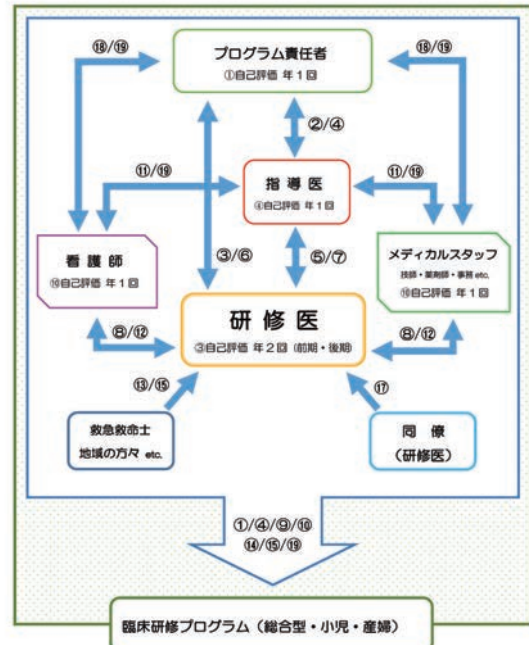 ⑱/⑲
プログラム責任者
①自己評価 年1回
⑱/⑲
②/④
⑪/⑲
指導医
④自己評価 年1回
⑪/⑲
看護師
⑯自己評価 年1回
③/⑥
⑤/⑦
メディカルスタッフ
技師・薬剤師・事務 etc.
⑯自己評価 年1回
⑧/⑫
研修医
③自己評価 年2回 (前期・後期)
⑧/⑫
⑬/⑮
⑰
救急救命士
地域の方々 etc.
同僚
(研修医)
①/④/⑨/⑩
⑭/⑮/⑲
臨床研修プログラム(総合型・小児・産婦)